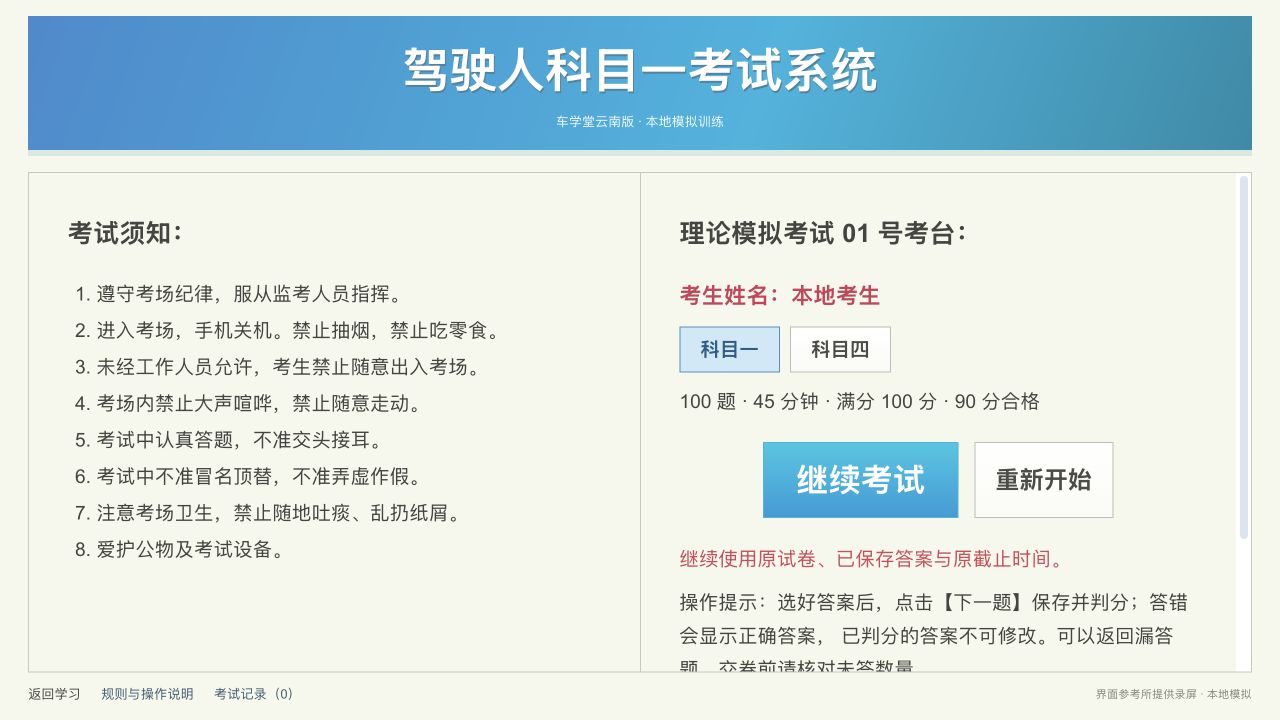 驾驶人科目一考试系统
车学堂云南版 · 本地模拟训练
考试须知：
1. 遵守考场纪律，服从监考人员指挥。
2. 进入考场，手机关机。禁止抽烟，禁止吃零食。
3. 未经工作人员允许，考生禁止随意出入考场。
4. 考场内禁止大声喧哗，禁止随意走动。
5. 考试中认真答题，不准交头接耳。
6. 考试中不准冒名顶替，不准弄虚作假。
7. 注意考场卫生，禁止随地吐痰、乱扔纸屑。
8. 爱护公物及考试设备。
理论模拟考试 01 号考台：
考生姓名：本地考生
科目一
科目四
100 题 · 45 分钟 · 满分 100 分 · 90 分合格
继续考试
重新开始
继续使用原试卷、已保存答案与原截止时间。
操作提示：选好答案后，点击【下一题】保存并判分；答错
会显示正确答案， 已判分的答案不可修改。可以返回漏答
题，交卷前请核对未答数量
返回学习
规则与操作说明
考试记录（0）
界面参考所提供录屏 · 本地模拟